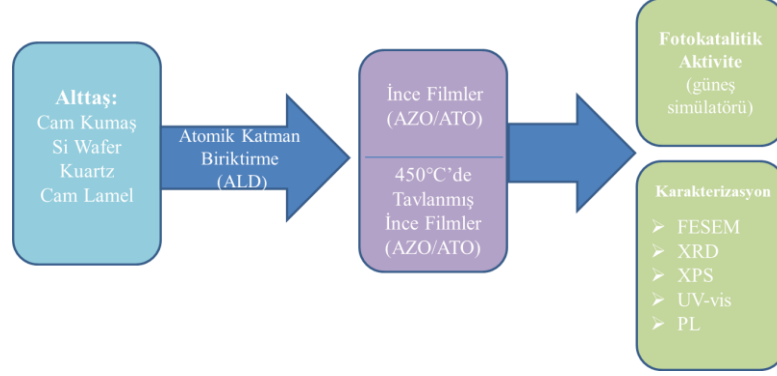 Alttaş:
Cam Kumaş
Si Wafer
Kuartz
Cam Lamel
Atomik Katman
Biriktirme
(ALD)
İnce Filmler
(AZO/ATO)
450°C’de
Tavlanmış
İnce Filmler
(AZO/ATO)
Fotokatalitik
Aktivite
(güneş
simülatörü)
Karakterizasyon
➢ FESEM
➢ XRD
➢ XPS
➢ UV-vis
➢ PL